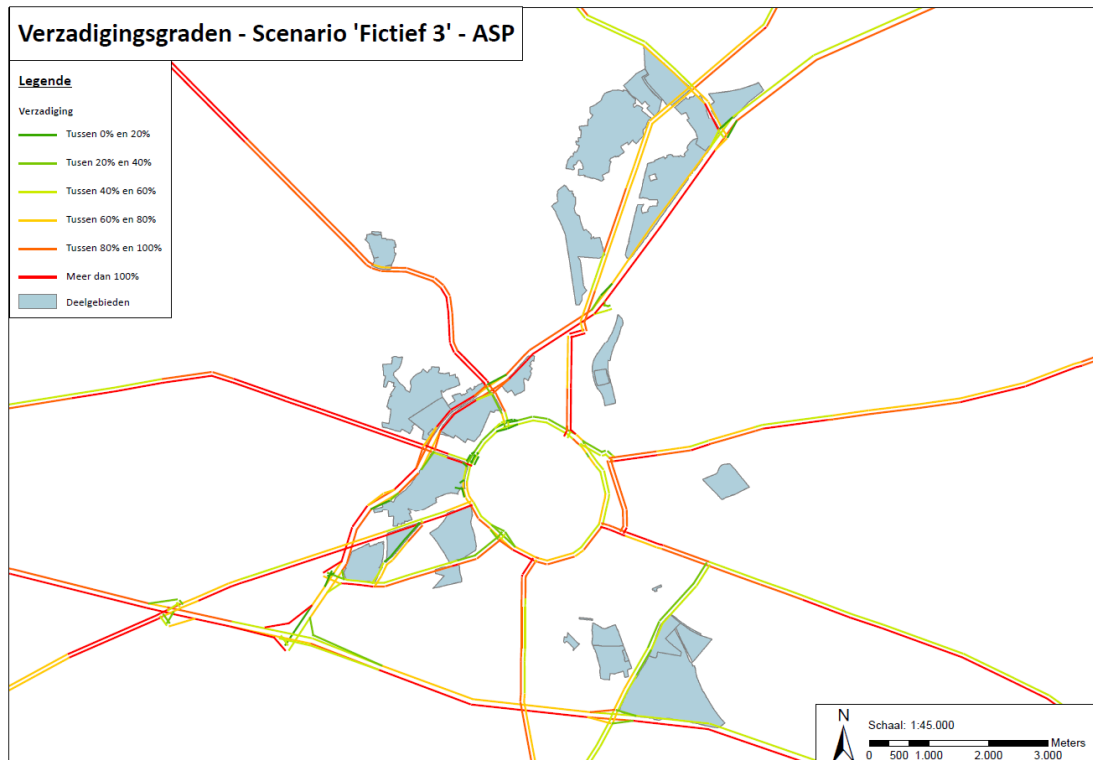 Verzadigingsgraden - Scenario 'Fictief 3' - ASP
Legende
Verzadiging
Tussen 0% en 20%
Tusen 20% en 40%
Tussen 40% en 60%
Tussen 60% en 80%
Tussen 80% en 100%
Meer dan 100%
Deelgebieden
N
Schaal: 1:45.000
Meters
0 500 1.000 2.000 3.000